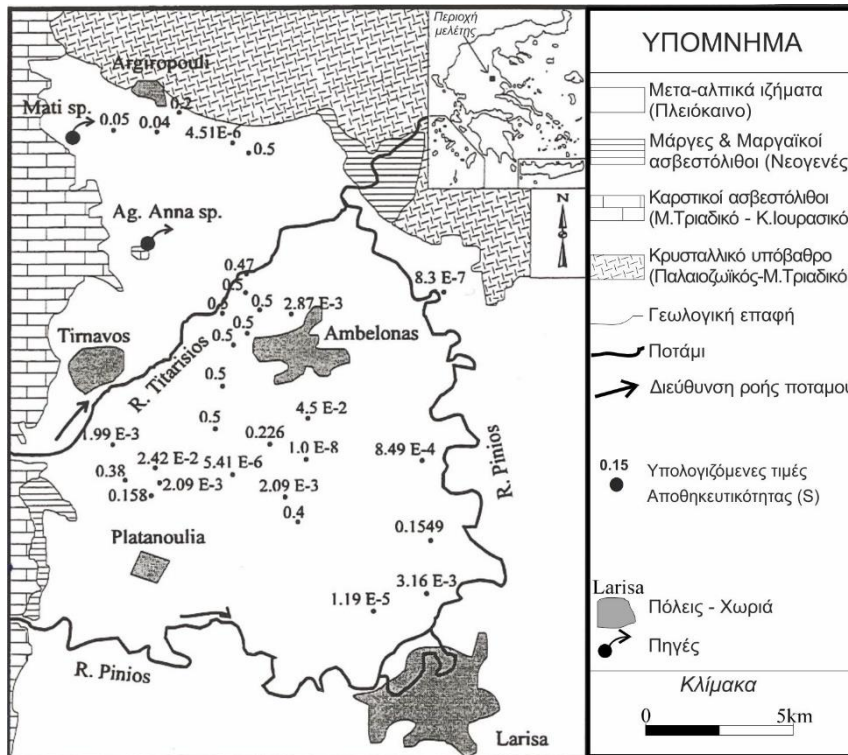 Περιοχή
μελέτης
Argiropouli
Mati sp.
0.05
0.04
0.2
4.51E-6
0.5
Ag. Anna sp.
N
0.47
0.5
0.5
0.5
2.87E-3
8.3 E-7
0.5
0.5
Tirnavos
R. Titarisios
Ambelonas
0.5
0.5
4.5 E-2
1.99 E-3
0.226
2.42 E-2
5.41 E-6
1.0 E-8
8.49 E-4
R. Pinios
0.38
2.09 E-3
0.158
2.09 E-3
0.4
Platanoulia
0.1549
3.16 E-3
1.19 E-5
R. Pinios
Larisa
ΥΠΟΜΝΗΜΑ
Μετα-αλπικά ιζήματα
(Πλειόκαινο)
Μάργες & Μαργαϊκοί
ασβεστόλιθοι (Νεογενές
Καρστικοί ασβεστόλιθοι
(Μ.Τριαδικό - Κ.Ιουρασικό
Κρυσταλλικό υπόβαθρο
(Παλαιοζωϊκός-Μ.Τριαδικό
Γεωλογική επαφή
Ποτάμι
Διεύθυνση ροής ποταμού
0.15
Υπολογιζόμενες τιμές
Αποθηκευτικότητας (S)
Larisa
Πόλεις - Χωριά
Πηγές
Κλίμακα
0 5km